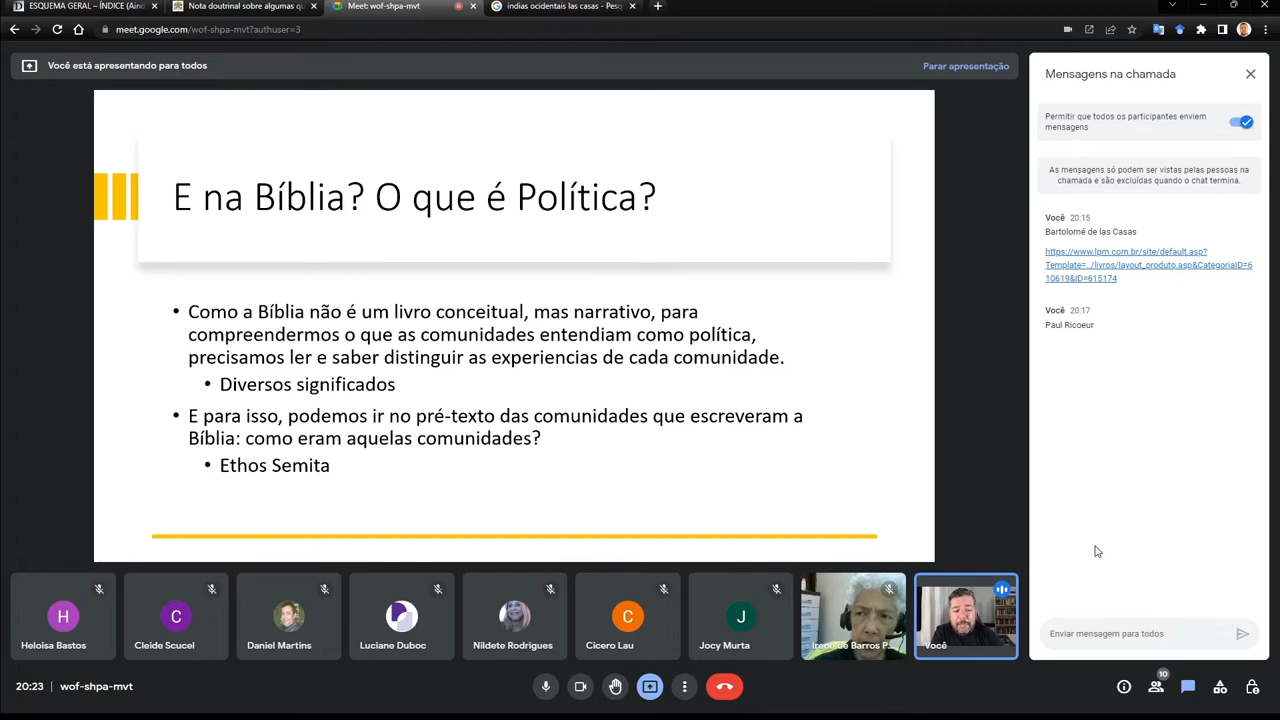 ESQUEMA GERAL – ÍNDICE (Ain
Nota doutrinal sobre algumas qu
Meet: wof-shpa-mvt
indias ocidentais las casas - Pesq
meet.google.com/wof-shpa-mvt?authuser=3
Você está apresentando para todos
Parar apresentação
E na Bíblia? O que é Política?
• Como a Bíblia não é um livro conceitual, mas narrativo, para
compreendermos o que as comunidades entendiam como política,
precisamos ler e saber distinguir as experiencias de cada comunidade.
• Diversos significados
• E para isso, podemos ir no pré-texto das comunidades que escreveram a
Bíblia: como eram aquelas comunidades?
• Ethos Semita
Mensagens na chamada
Permitir que todos os participantes enviem
mensagens
As mensagens só podem ser vistas pelas pessoas na
chamada e são excluídas quando o chat termina.
Você 20:15
Bartolomé de las Casas
https://www.lpm.com.br/site/default.asp?
Template=../livros/layout_produto.asp&CategoriaID=6
10619&ID=615174
Você 20:17
Paul Ricoeur
Enviar mensagem para todos
H
Heloisa Bastos
C
Cleide Scucel
Daniel Martins
Luciane Duboc
Nildete Rodrigues
C
Cicero Lau
J
Jocy Murta
Irene de Barros P...
Você
20:23 | wof-shpa-mvt
10